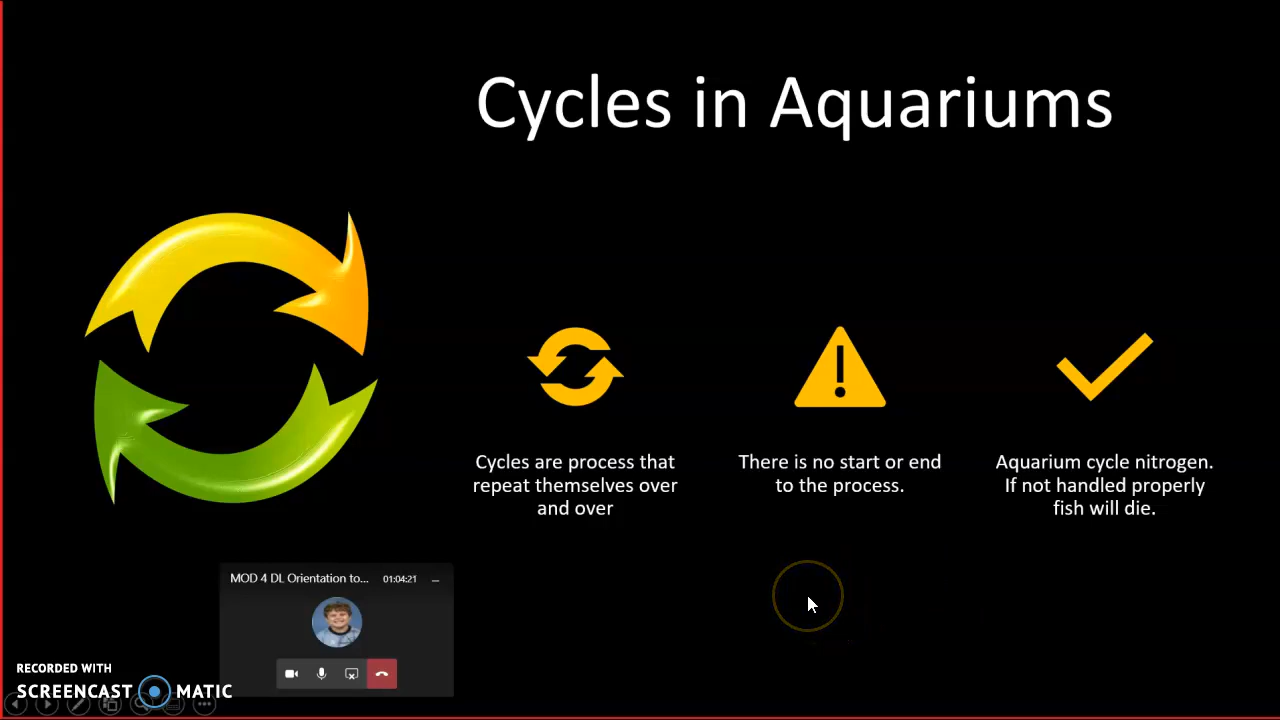 Cycles in Aquariums
Cycles are process that
repeat themselves over
and over
There is no start or end
to the process.
Aquarium cycle nitrogen.
If not handled properly
fish will die.
MOD 4 DL Orientation to... 01:04:21
RECORDED WITH
SCREENCAST MATIC